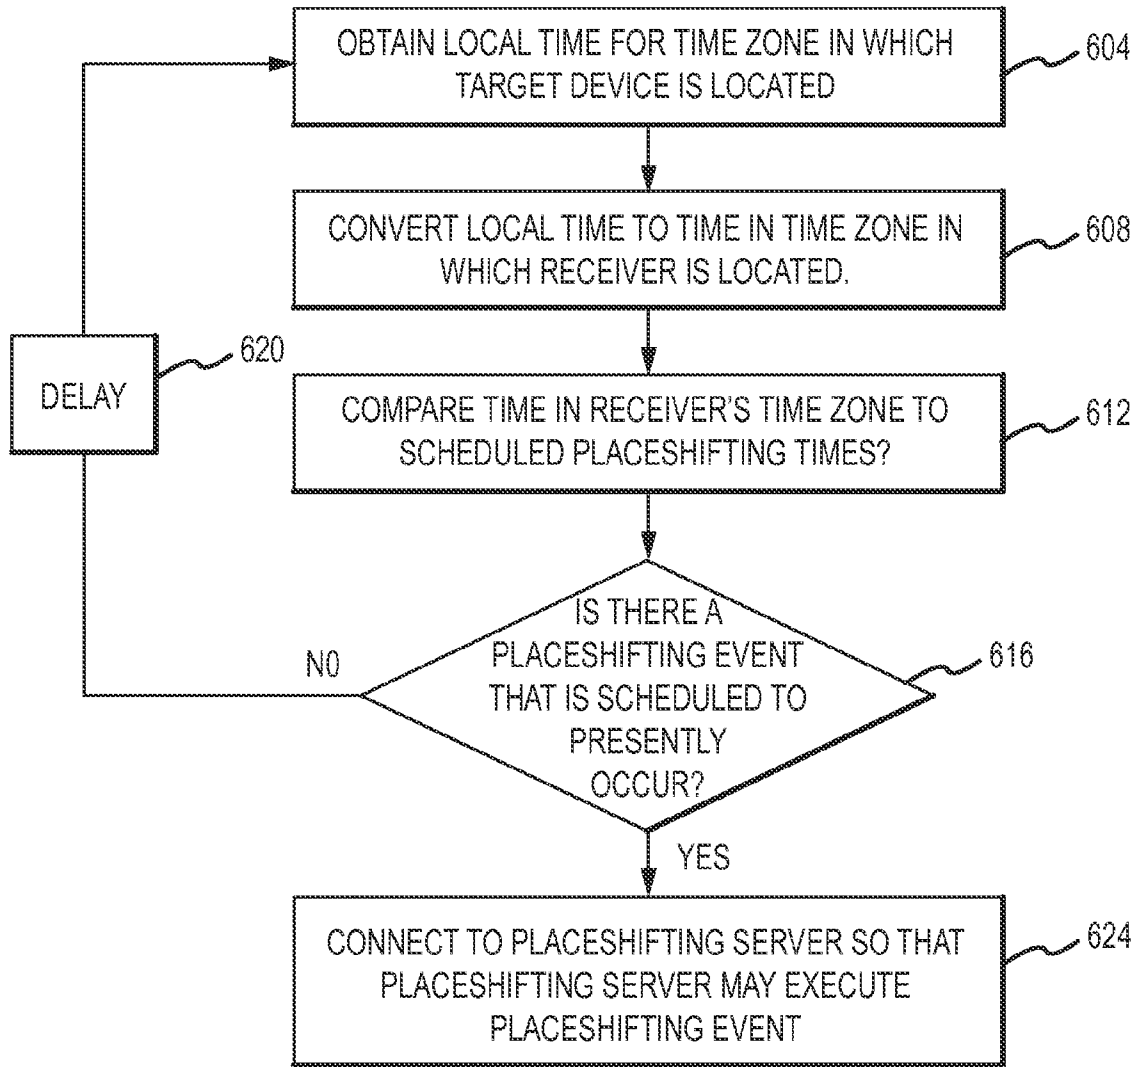 OBTAIN LOCAL TIME FOR TIME ZONE IN WHICH
TARGET DEVICE IS LOCATED
604
CONVERT LOCAL TIME TO TIME IN TIME ZONE IN
WHICH RECEIVER IS LOCATED.
608
DELAY
620
COMPARE TIME IN RECEIVER'S TIME ZONE TO
SCHEDULED PLACESHIFTING TIMES?
612
IS THERE A
PLACESHIFTING EVENT
THAT IS SCHEDULED TO
PRESENTLY
OCCUR?
616
NO
YES
CONNECT TO PLACESHIFTING SERVER SO THAT
PLACESHIFTING SERVER MAY EXECUTE
PLACESHIFTING EVENT
624